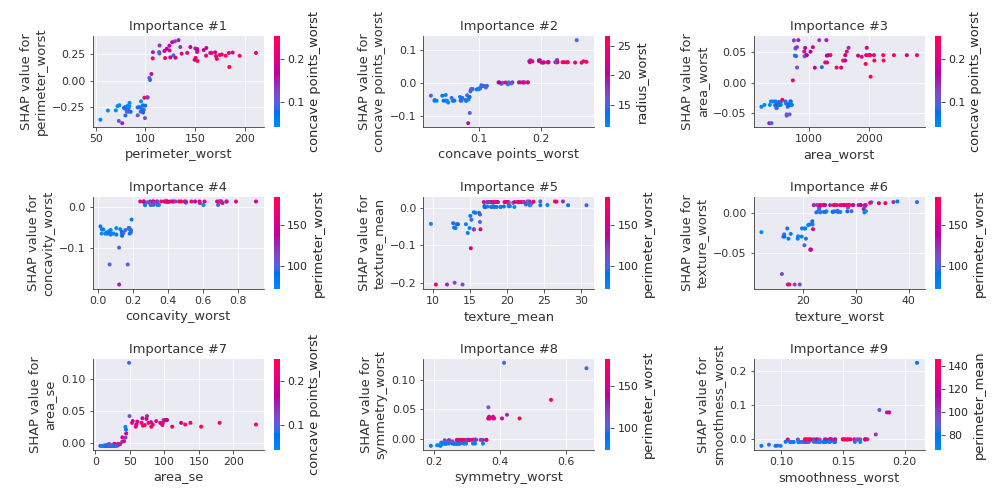 Importance #1
SHAP value for
perimeter_worst
0.25
0.00
−0.25
50
100
150
200
perimeter_worst
0.2
0.1
concave points_worst
Importance #2
SHAP value for
concave points_worst
0.1
0.0
−0.1
0.1
0.2
concave points_worst
25
20
15
radius_worst
Importance #3
SHAP value for
area_worst
0.05
0.00
−0.05
1000
2000
area_worst
0.2
0.1
concave points_worst
Importance #4
SHAP value for
concavity_worst
0.0
−0.1
0.0
0.2
0.4
0.6
0.8
concavity_worst
150
100
perimeter_worst
Importance #5
SHAP value for
texture_mean
0.0
−0.1
−0.2
10
15
20
25
30
texture_mean
150
100
perimeter_worst
Importance #6
SHAP value for
texture_worst
0.00
−0.05
20
30
40
texture_worst
150
100
perimeter_worst
Importance #7
SHAP value for
area_se
0.10
0.05
0.00
0
50
100
150
200
area_se
0.2
0.1
concave points_worst
Importance #8
SHAP value for
symmetry_worst
0.10
0.05
0.00
0.2
0.4
0.6
symmetry_worst
150
100
perimeter_worst
Importance #9
SHAP value for
smoothness_worst
0.2
0.1
0.0
0.10
0.15
0.20
smoothness_worst
140
120
100
80
perimeter_mean